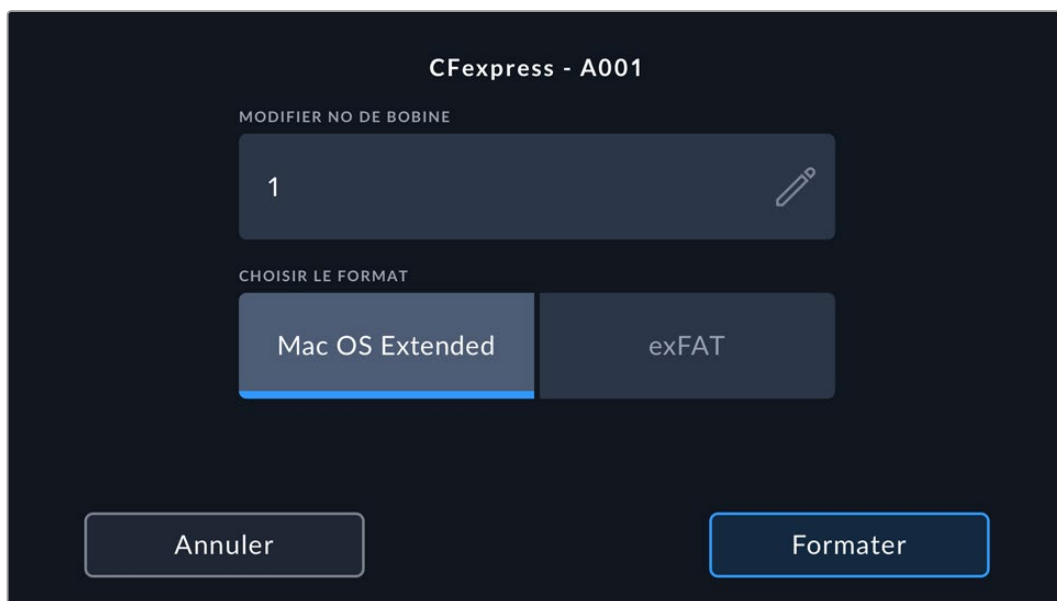 CFexpress - A001
MODIFIER NO DE BOBINE
1
CHOISIR LE FORMAT
Mac OS Extended
exFAT
Annuler
Formater